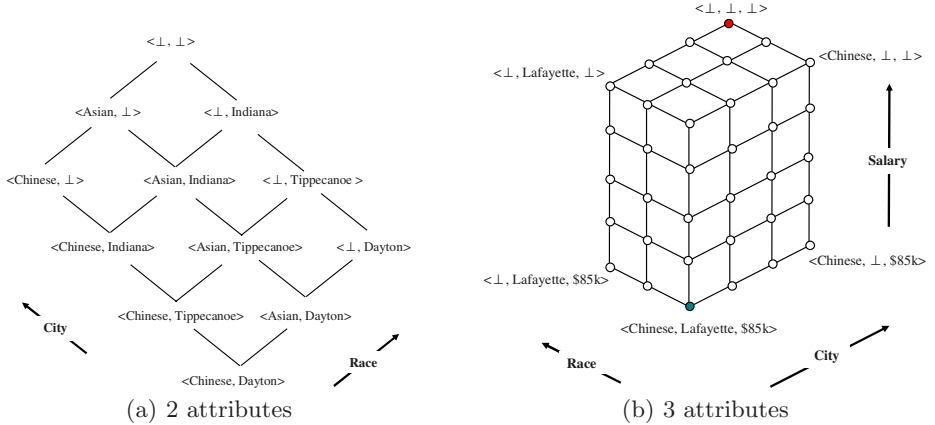 <⊥, ⊥>
<Asian, ⊥>
<⊥, Indiana>
<Chinese, ⊥>
<Asian, Indiana>
<⊥, Tippecanoe >
<Chinese, Indiana>
<Asian, Tippecanoe>
<⊥, Dayton>
<Chinese, Tippecanoe>
<Asian, Dayton>
<Chinese, Dayton>
City
Race
(a) 2 attributes
<⊥, ⊥, ⊥>
<⊥, Lafayette, ⊥>
<Chinese, ⊥, ⊥>
Salary
<⊥, Lafayette, $85k>
<Chinese, ⊥, $85k>
<Chinese, Lafayette, $85k>
Race
City
(b) 3 attributes